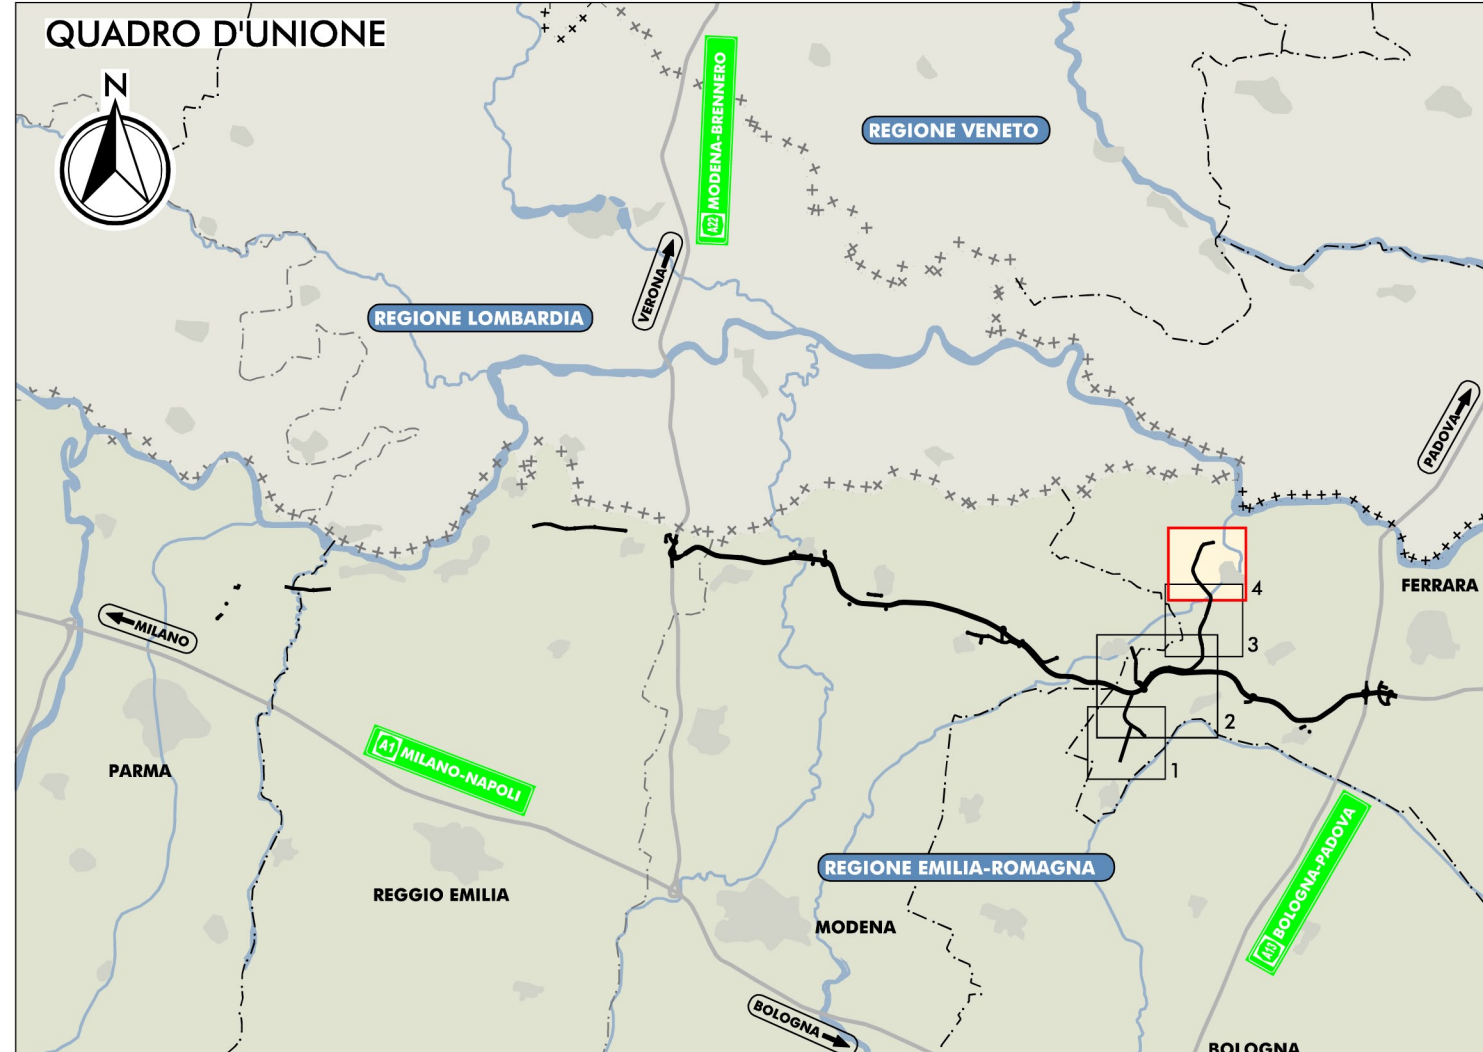 QUADRO D'UNIONE
N
A22 MODENA-BRENNERO
REGIONE VENETO
VERONA
REGIONE LOMBARDIA
PADOVA
FERRARA
4
3
2
1
MILANO
PARMA
A1 MILANO-NAPOLI
REGGIO EMILIA
REGIONE EMILIA-ROMAGNA
MODENA
A13 BOLOGNA-PADOVA
BOLOGNA
BOLOGNA